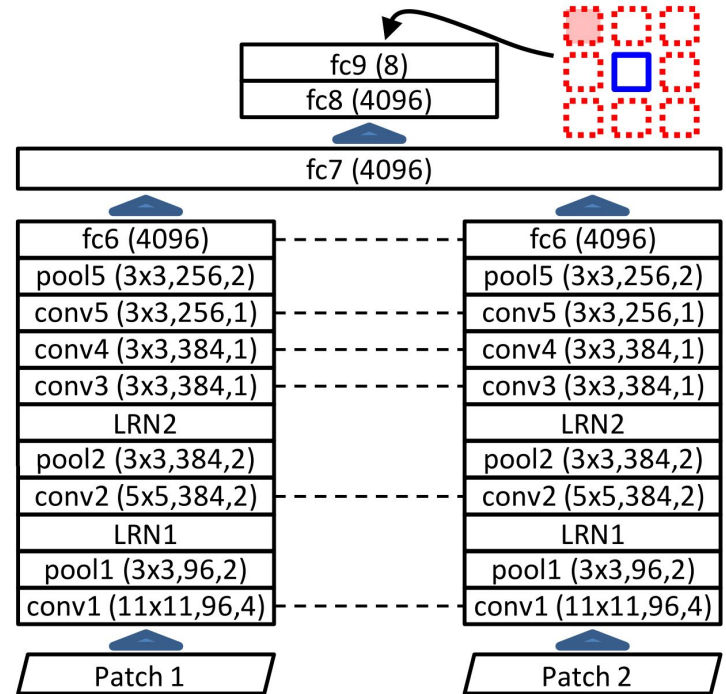 fc9 (8)
fc8 (4096)
fc7 (4096)
fc6 (4096)
pool5 (3x3,256,2)
conv5 (3x3,256,1)
conv4 (3x3,384,1)
conv3 (3x3,384,1)
LRN2
pool2 (3x3,384,2)
conv2 (5x5,384,2)
LRN1
pool1 (3x3,96,2)
conv1 (11x11,96,4)
Patch 1
fc6 (4096)
pool5 (3x3,256,2)
conv5 (3x3,256,1)
conv4 (3x3,384,1)
conv3 (3x3,384,1)
LRN2
pool2 (3x3,384,2)
conv2 (5x5,384,2)
LRN1
pool1 (3x3,96,2)
conv1 (11x11,96,4)
Patch 2